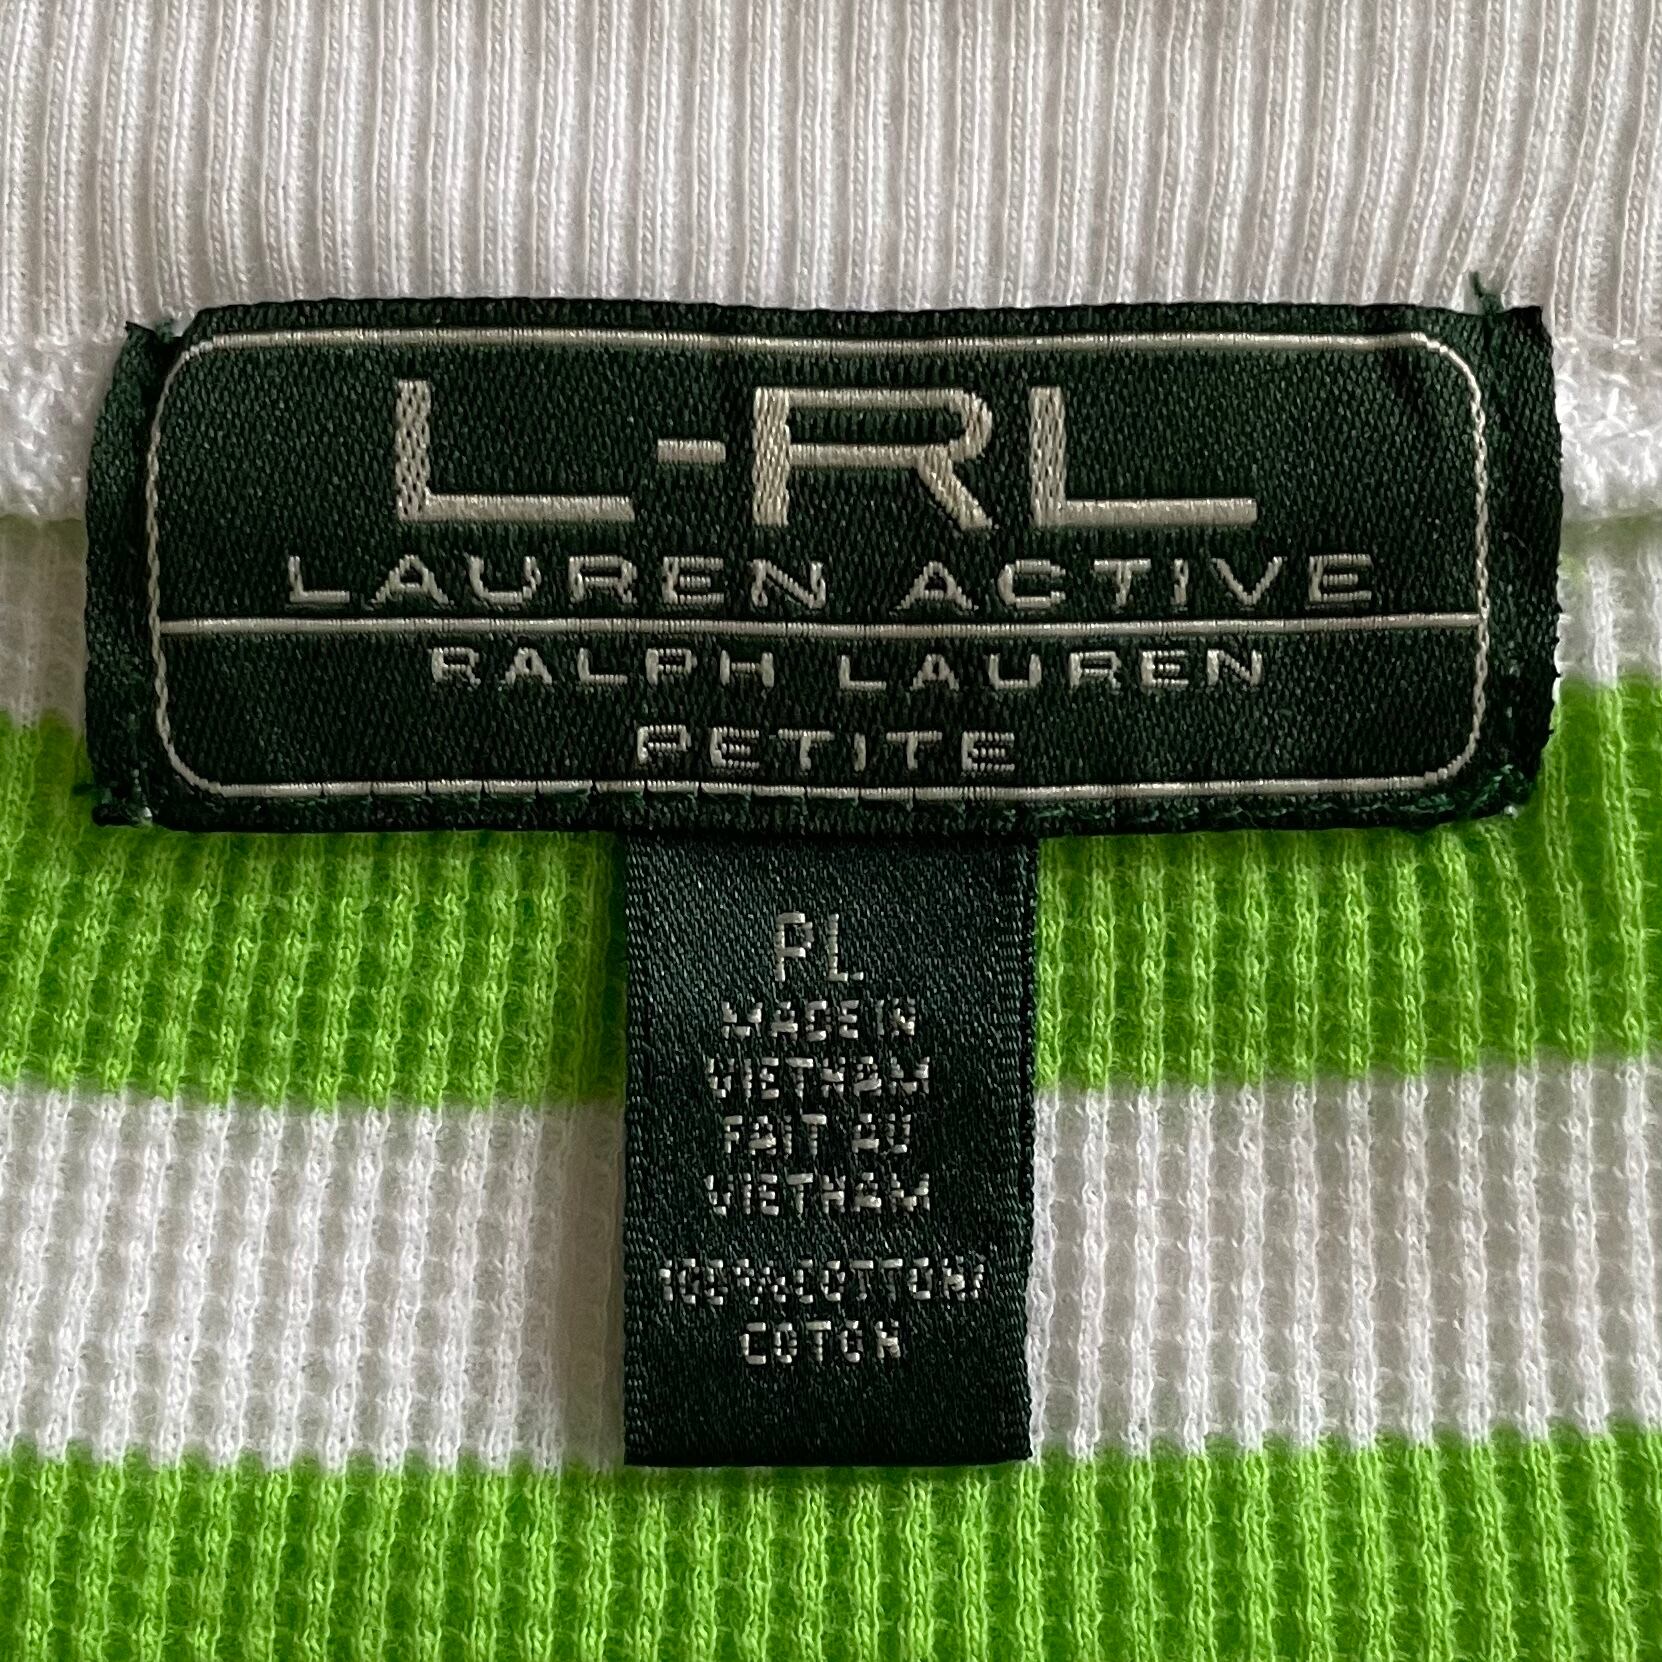 L-RL
LAUREN ACTIVE
RALPH LAUREN
PETITE
PL
MADE IN
VIETNAM
FAIT AU
VIETNAM
100% COTTON/
COTON